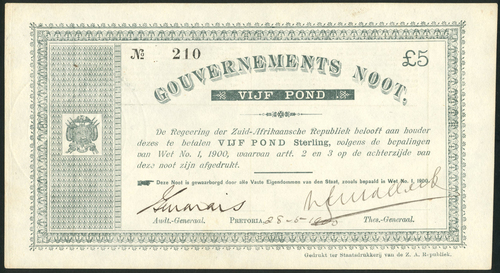 № 210 £5
GOUVERNEMENTS NOOT,
VIJF POND.
De Regeering der Zuid-Afrikaansche Republiek belooft aan houder
dezes te betalen VIJF POND Sterling, volgens de bepalingen
van Wet No. 1, 1900, waarvan artt. 2 en 3 op de achterzijde van
deze noot zijn afgedrukt.
Deze Noot is gewaarborgd door alle Vaste Eigendommen van den Staat, zooals bepaald in Wet No. 1, 1900.
Audt.-Generaal. PRETORIA 28-5- Thes.-Generaal.
Gedrukt ter Staatsdrukkerij van de Z. A. Republiek.